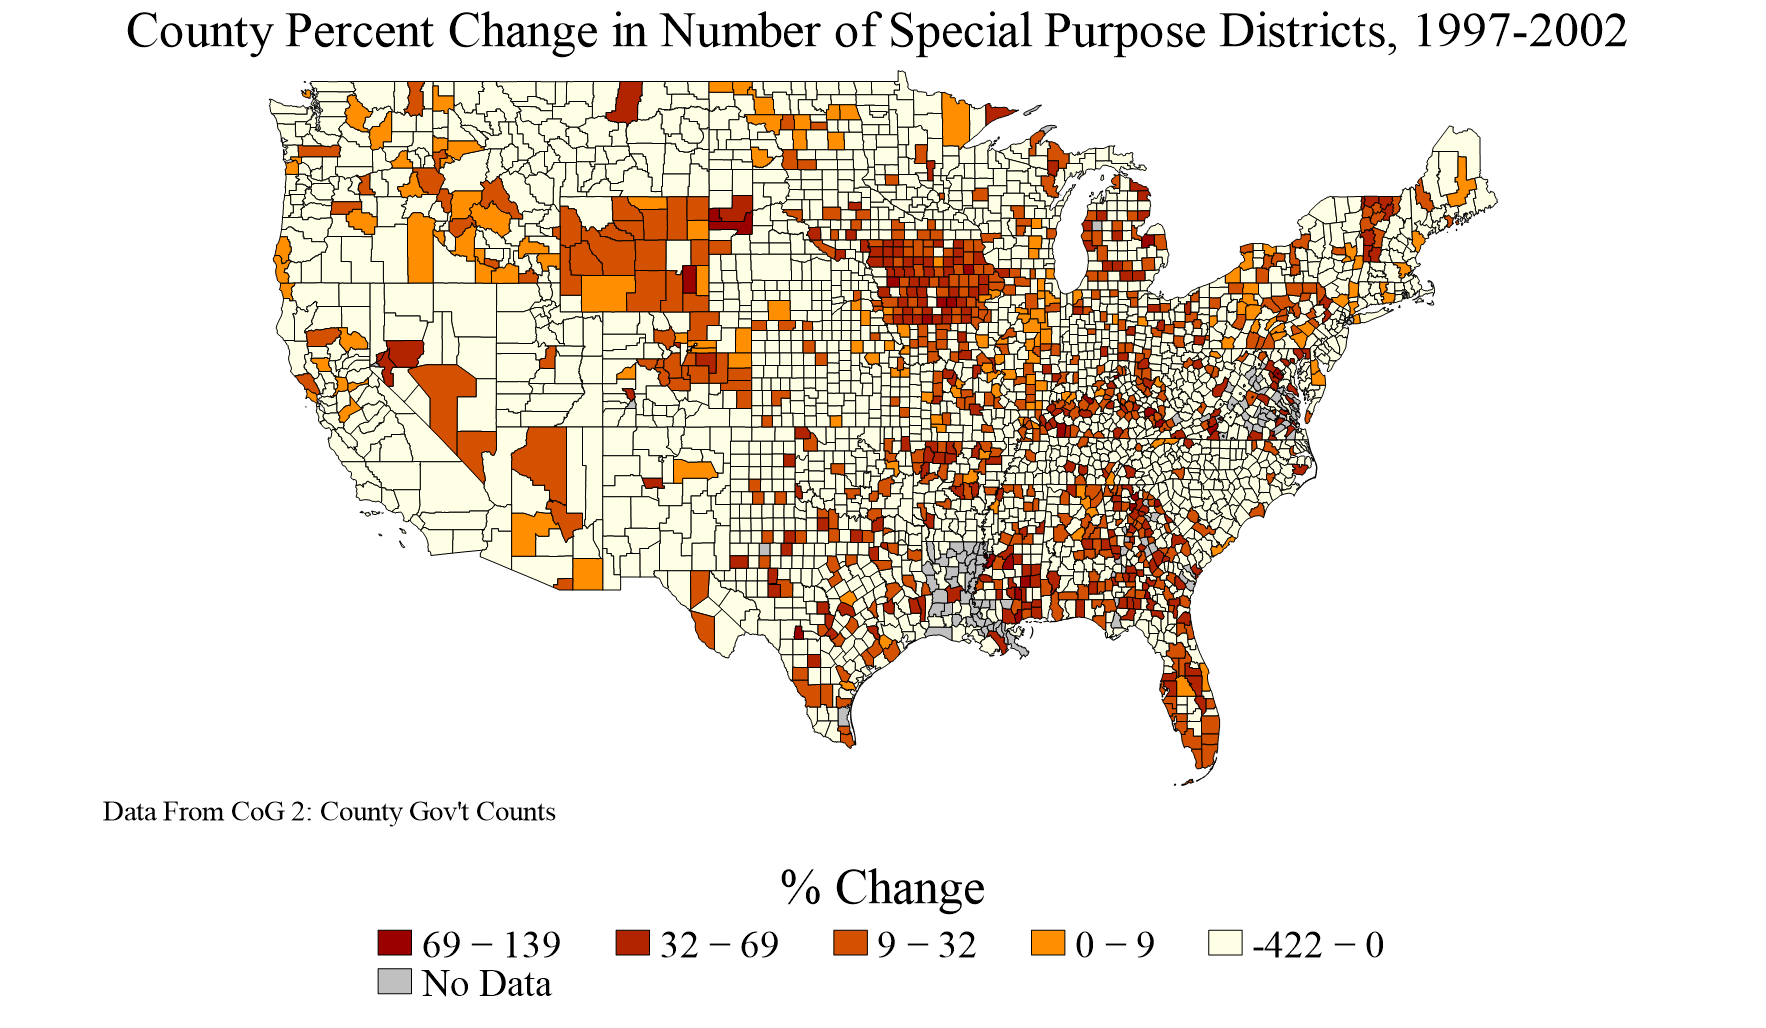 County Percent Change in Number of Special Purpose Districts, 1997-2002
Data From CoG 2: County Gov't Counts
% Change
69 – 139
32 – 69
9 – 32
0 – 9
-422 – 0
No Data